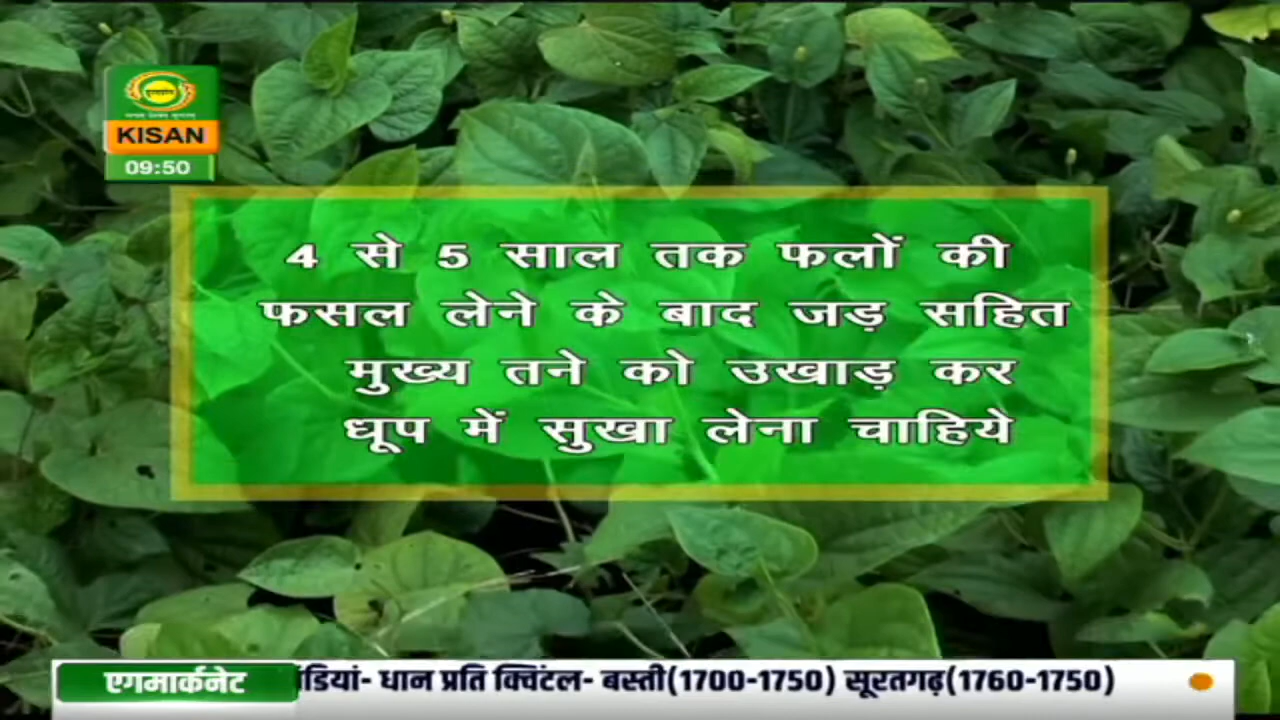 KISAN
09:50
4 से 5 साल तक फलों की
फसल लेने के बाद जड़ सहित
मुख्य तने को उखाड़ कर
धूप में सुखा लेना चाहिये
एगमार्कनेट
धान प्रति क्विंटल- बस्ती(1700-1750) सूरतगढ़(1760-1750)